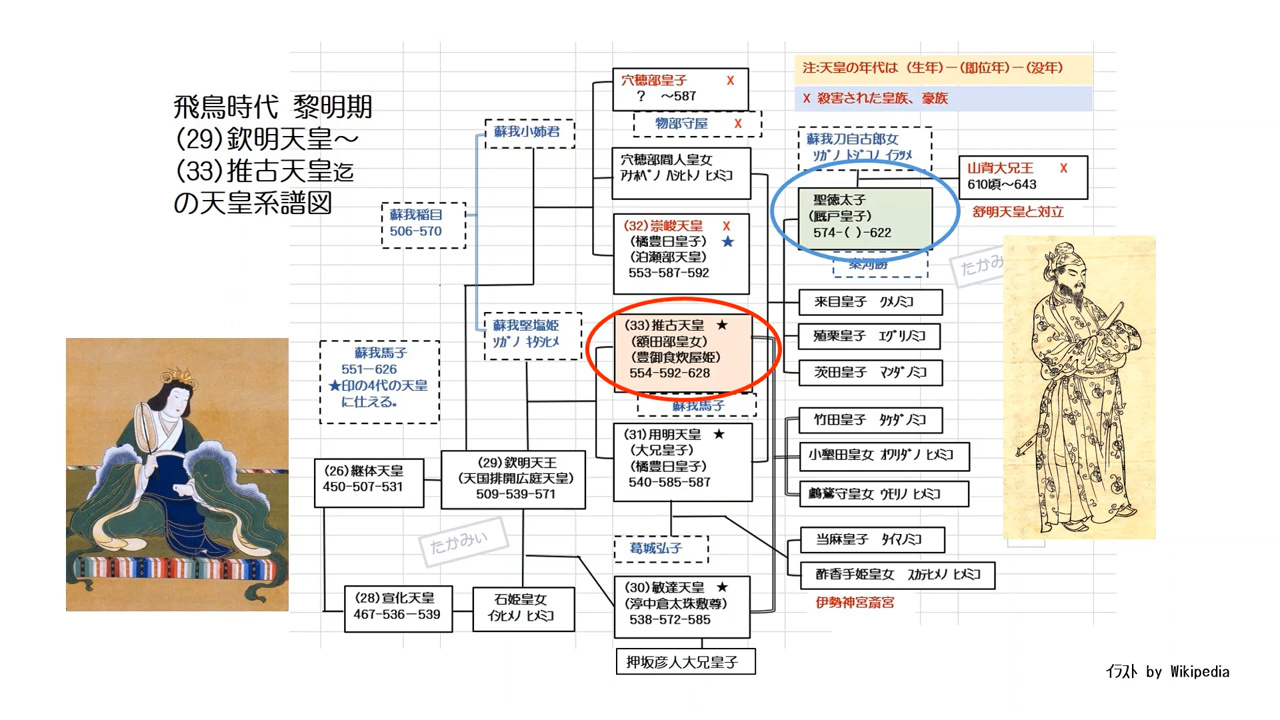 飛鳥時代 黎明期
(29)欽明天皇～
(33)推古天皇迄
の天皇系譜図
注:天皇の年代は (生年)－(即位年)－(没年)
X 殺害された皇族、豪族
穴穂部皇子 X
？ ～587
物部守屋 X
蘇我小姉君
穴穂部間人皇女
ｱﾅﾎﾍﾞﾉ ﾊｼﾋﾄﾉ ﾋﾒﾐｺ
蘇我刀自古郎女
ｿｶﾞﾉ ﾄｼﾞｺﾉ ｲﾗﾂﾒ
山背大兄王 X
610頃～643
舒明天皇と対立
聖徳太子
(厩戸皇子)
574-( )-622
秦河勝
たかみ
蘇我稲目
506-570
(32)崇峻天皇 X
(橘豊日皇子) ★
(泊瀬部天皇)
553-587-592
来目皇子 ｸﾒﾉﾐｺ
殖栗皇子 ｴｸﾞﾘﾉﾐｺ
茨田皇子 ﾏﾝﾀﾞﾉﾐｺ
蘇我堅塩姫
ｿｶﾞﾉ ｷﾀｼﾋﾒ
(33)推古天皇 ★
(額田部皇女)
(豊御食炊屋姫)
554-592-628
蘇我馬子
蘇我馬子
551－626
★印の4代の天皇
に仕える。
(31)用明天皇 ★
(大兄皇子)
(橘豊日皇子)
540-585-587
竹田皇子 ﾀｹﾀﾞﾉﾐｺ
小墾田皇女 ｵﾜﾘﾀﾞﾉ ﾋﾒﾐｺ
鸕鶿守皇女 ｳﾓﾘﾉ ﾋﾒﾐｺ
(26)継体天皇
450-507-531
(29)欽明天王
(天国排開広庭天皇)
509-539-571
たかみぃ
葛城弘子
当麻皇子 ﾀｲﾏﾉﾐｺ
酢香手姫皇女 ｽｶﾃﾋﾒﾉ ﾋﾒﾐｺ
伊勢神宮斎宮
(28)宣化天皇
467-536－539
石姫皇女
ｲｼﾋﾒﾉ ﾋﾒﾐｺ
(30)敏達天皇 ★
(渟中倉太珠敷尊)
538-572-585
押坂彦人大兄皇子
ｲﾗｽﾄ by Wikipedia